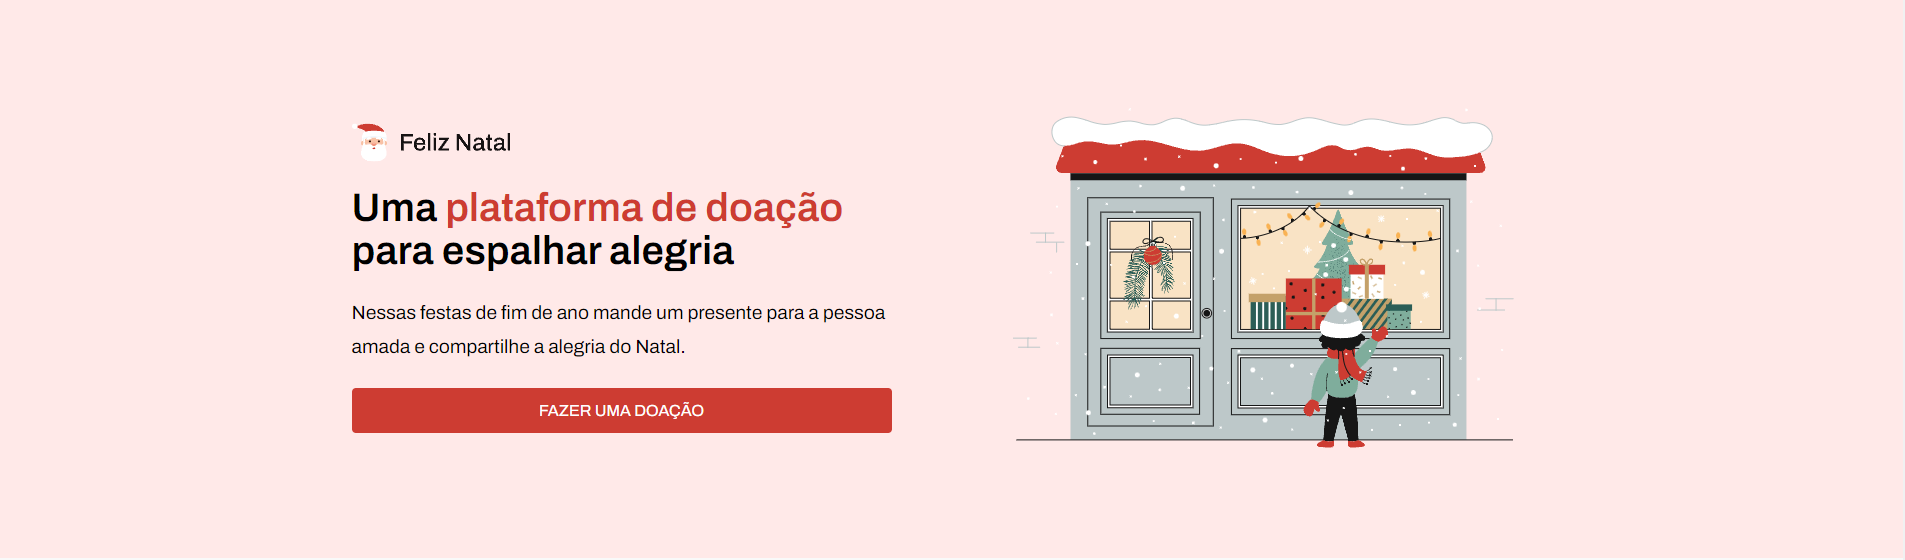 Feliz Natal
Uma plataforma de doação
para espalhar alegria
Nessas festas de fim de ano mande um presente para a pessoa
amada e compartilhe a alegria do Natal.
FAZER UMA DOAÇÃO